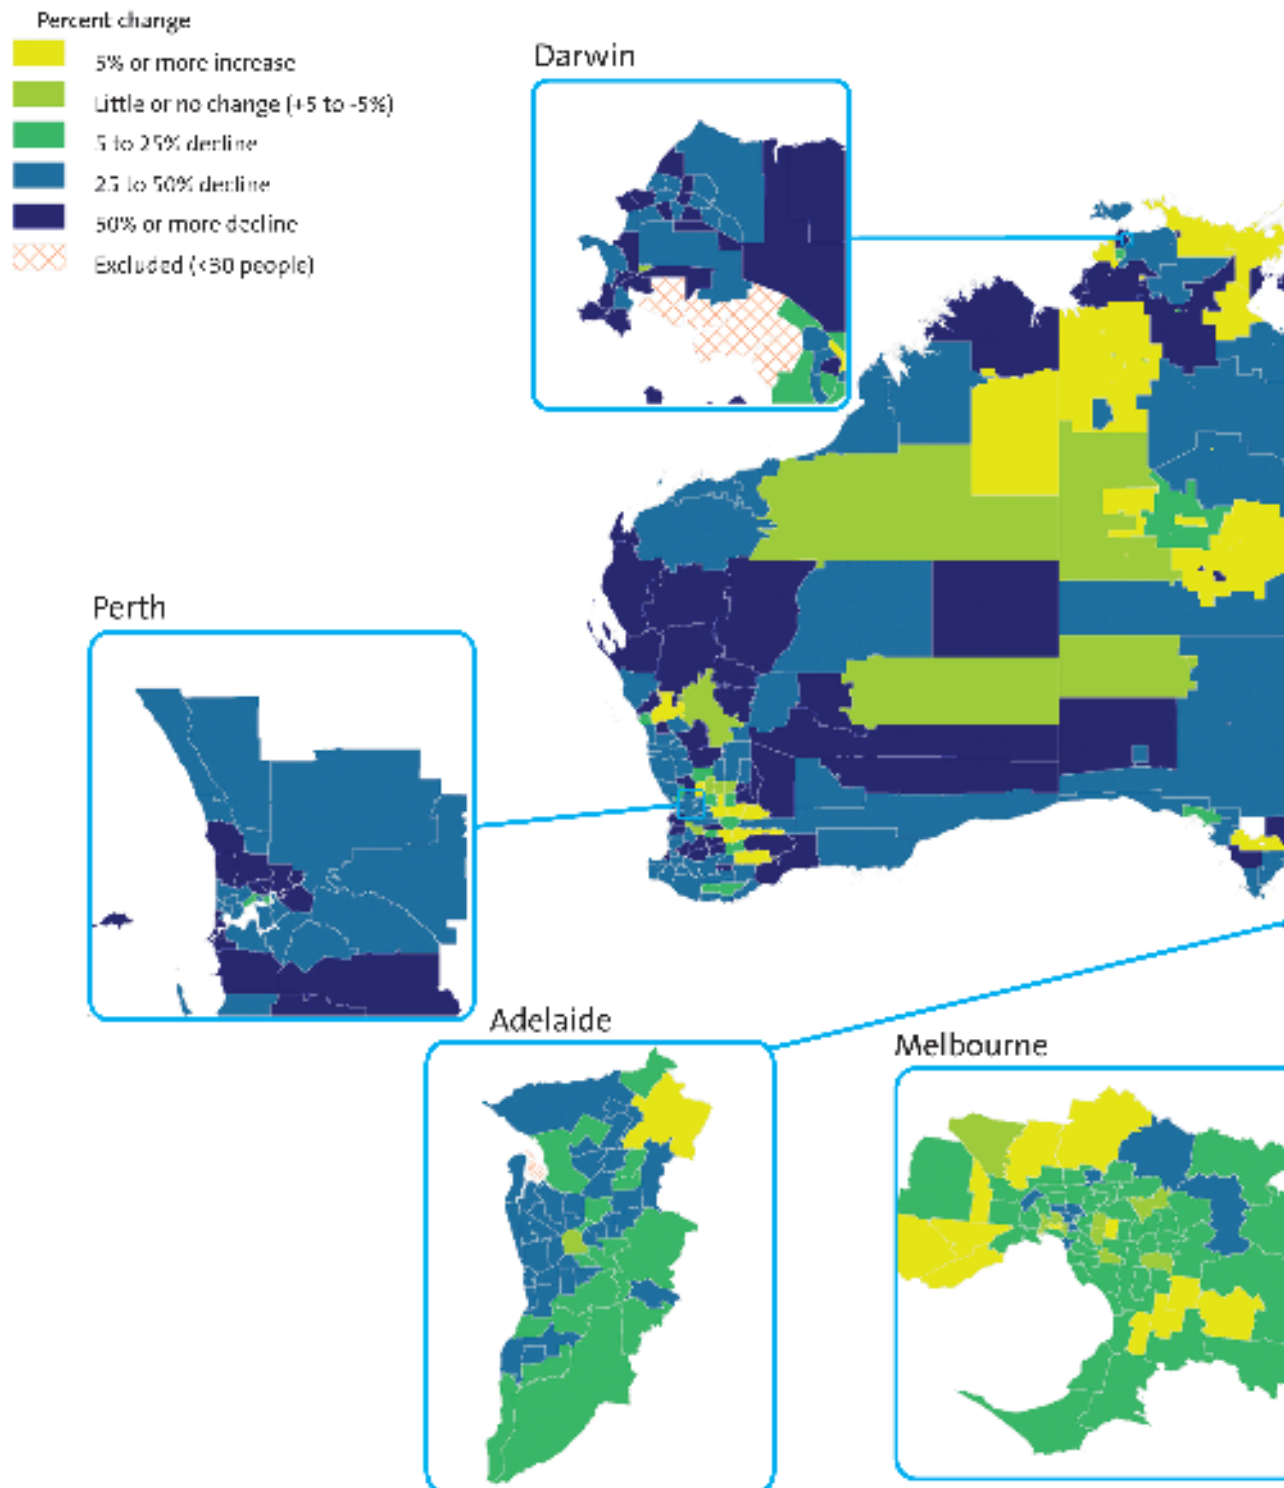 Percent change
5% or more increase
Little or no change (+5 to -5%)
5 to 25% decline
25 to 50% decline
50% or more decline
Excluded (<30 people)
Darwin
Perth
Adelaide
Melbourne